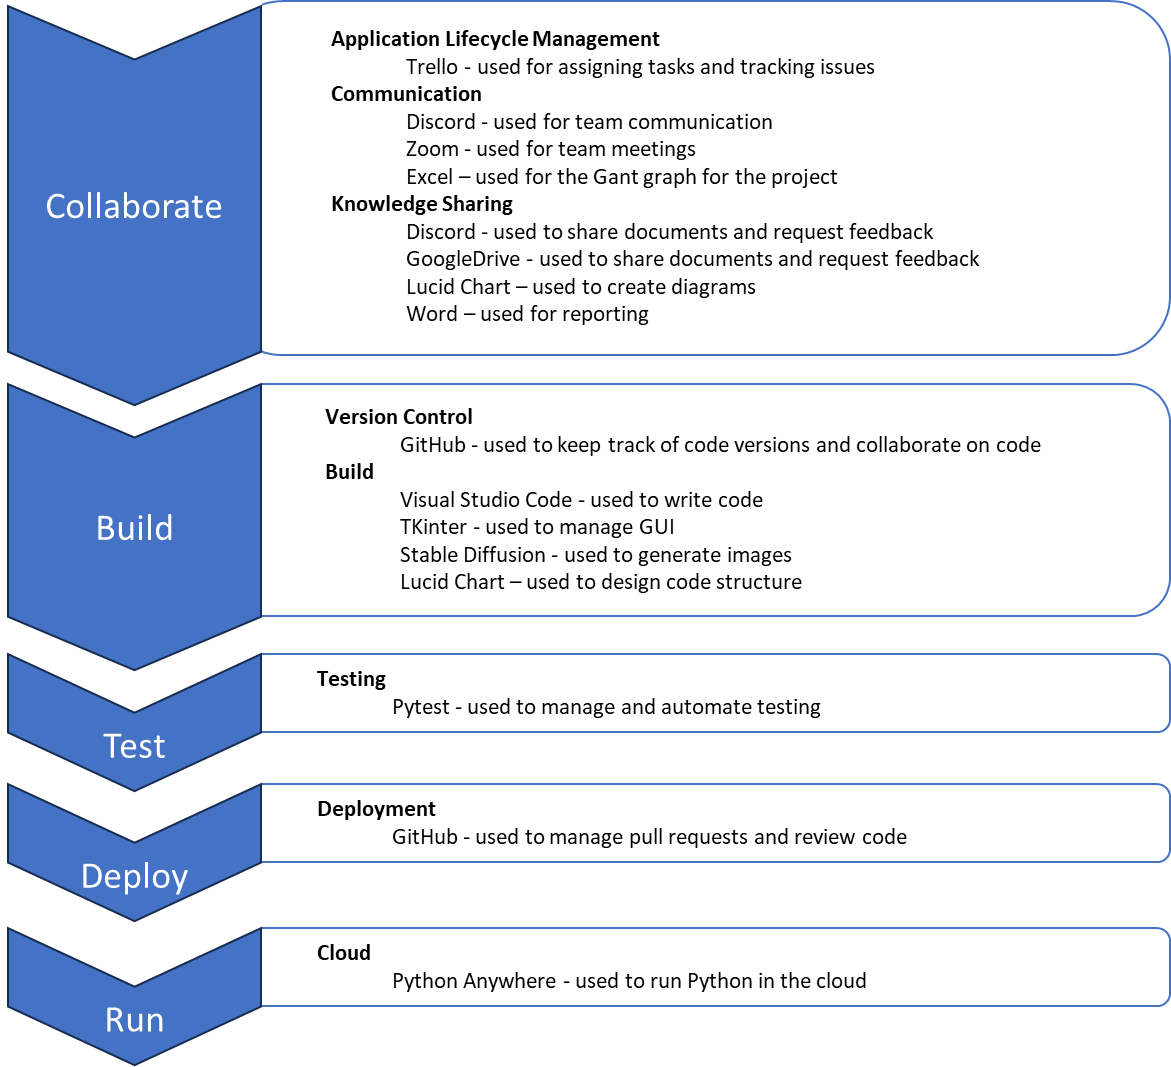 Collaborate
Application Lifecycle Management
Trello - used for assigning tasks and tracking issues
Communication
Discord - used for team communication
Zoom - used for team meetings
Excel – used for the Gant graph for the project
Knowledge Sharing
Discord - used to share documents and request feedback
GoogleDrive - used to share documents and request feedback
Lucid Chart – used to create diagrams
Word – used for reporting
Build
Version Control
GitHub - used to keep track of code versions and collaborate on code
Build
Visual Studio Code - used to write code
TKinter - used to manage GUI
Stable Diffusion - used to generate images
Lucid Chart – used to design code structure
Test
Testing
Pytest - used to manage and automate testing
Deploy
Deployment
GitHub - used to manage pull requests and review code
Run
Cloud
Python Anywhere - used to run Python in the cloud